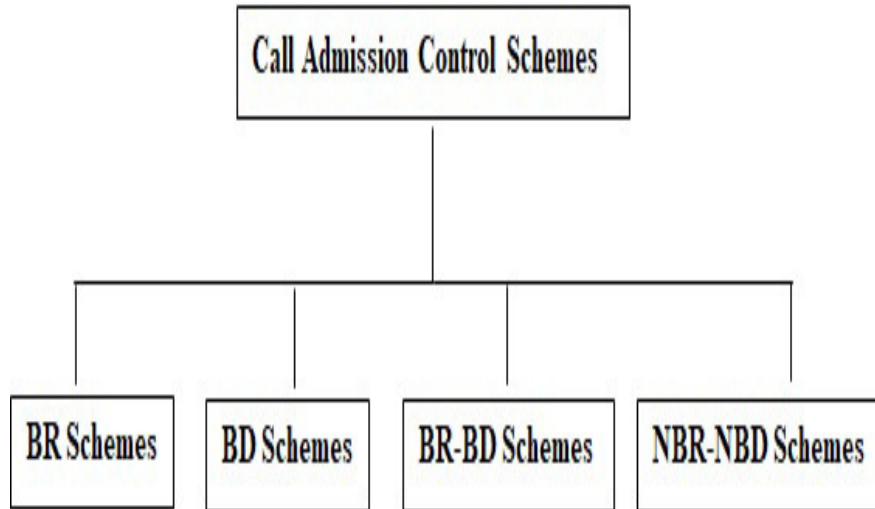 Call Admission Control Schemes
BR Schemes
BD Schemes
BR-BD Schemes
NBR-NBD Schemes